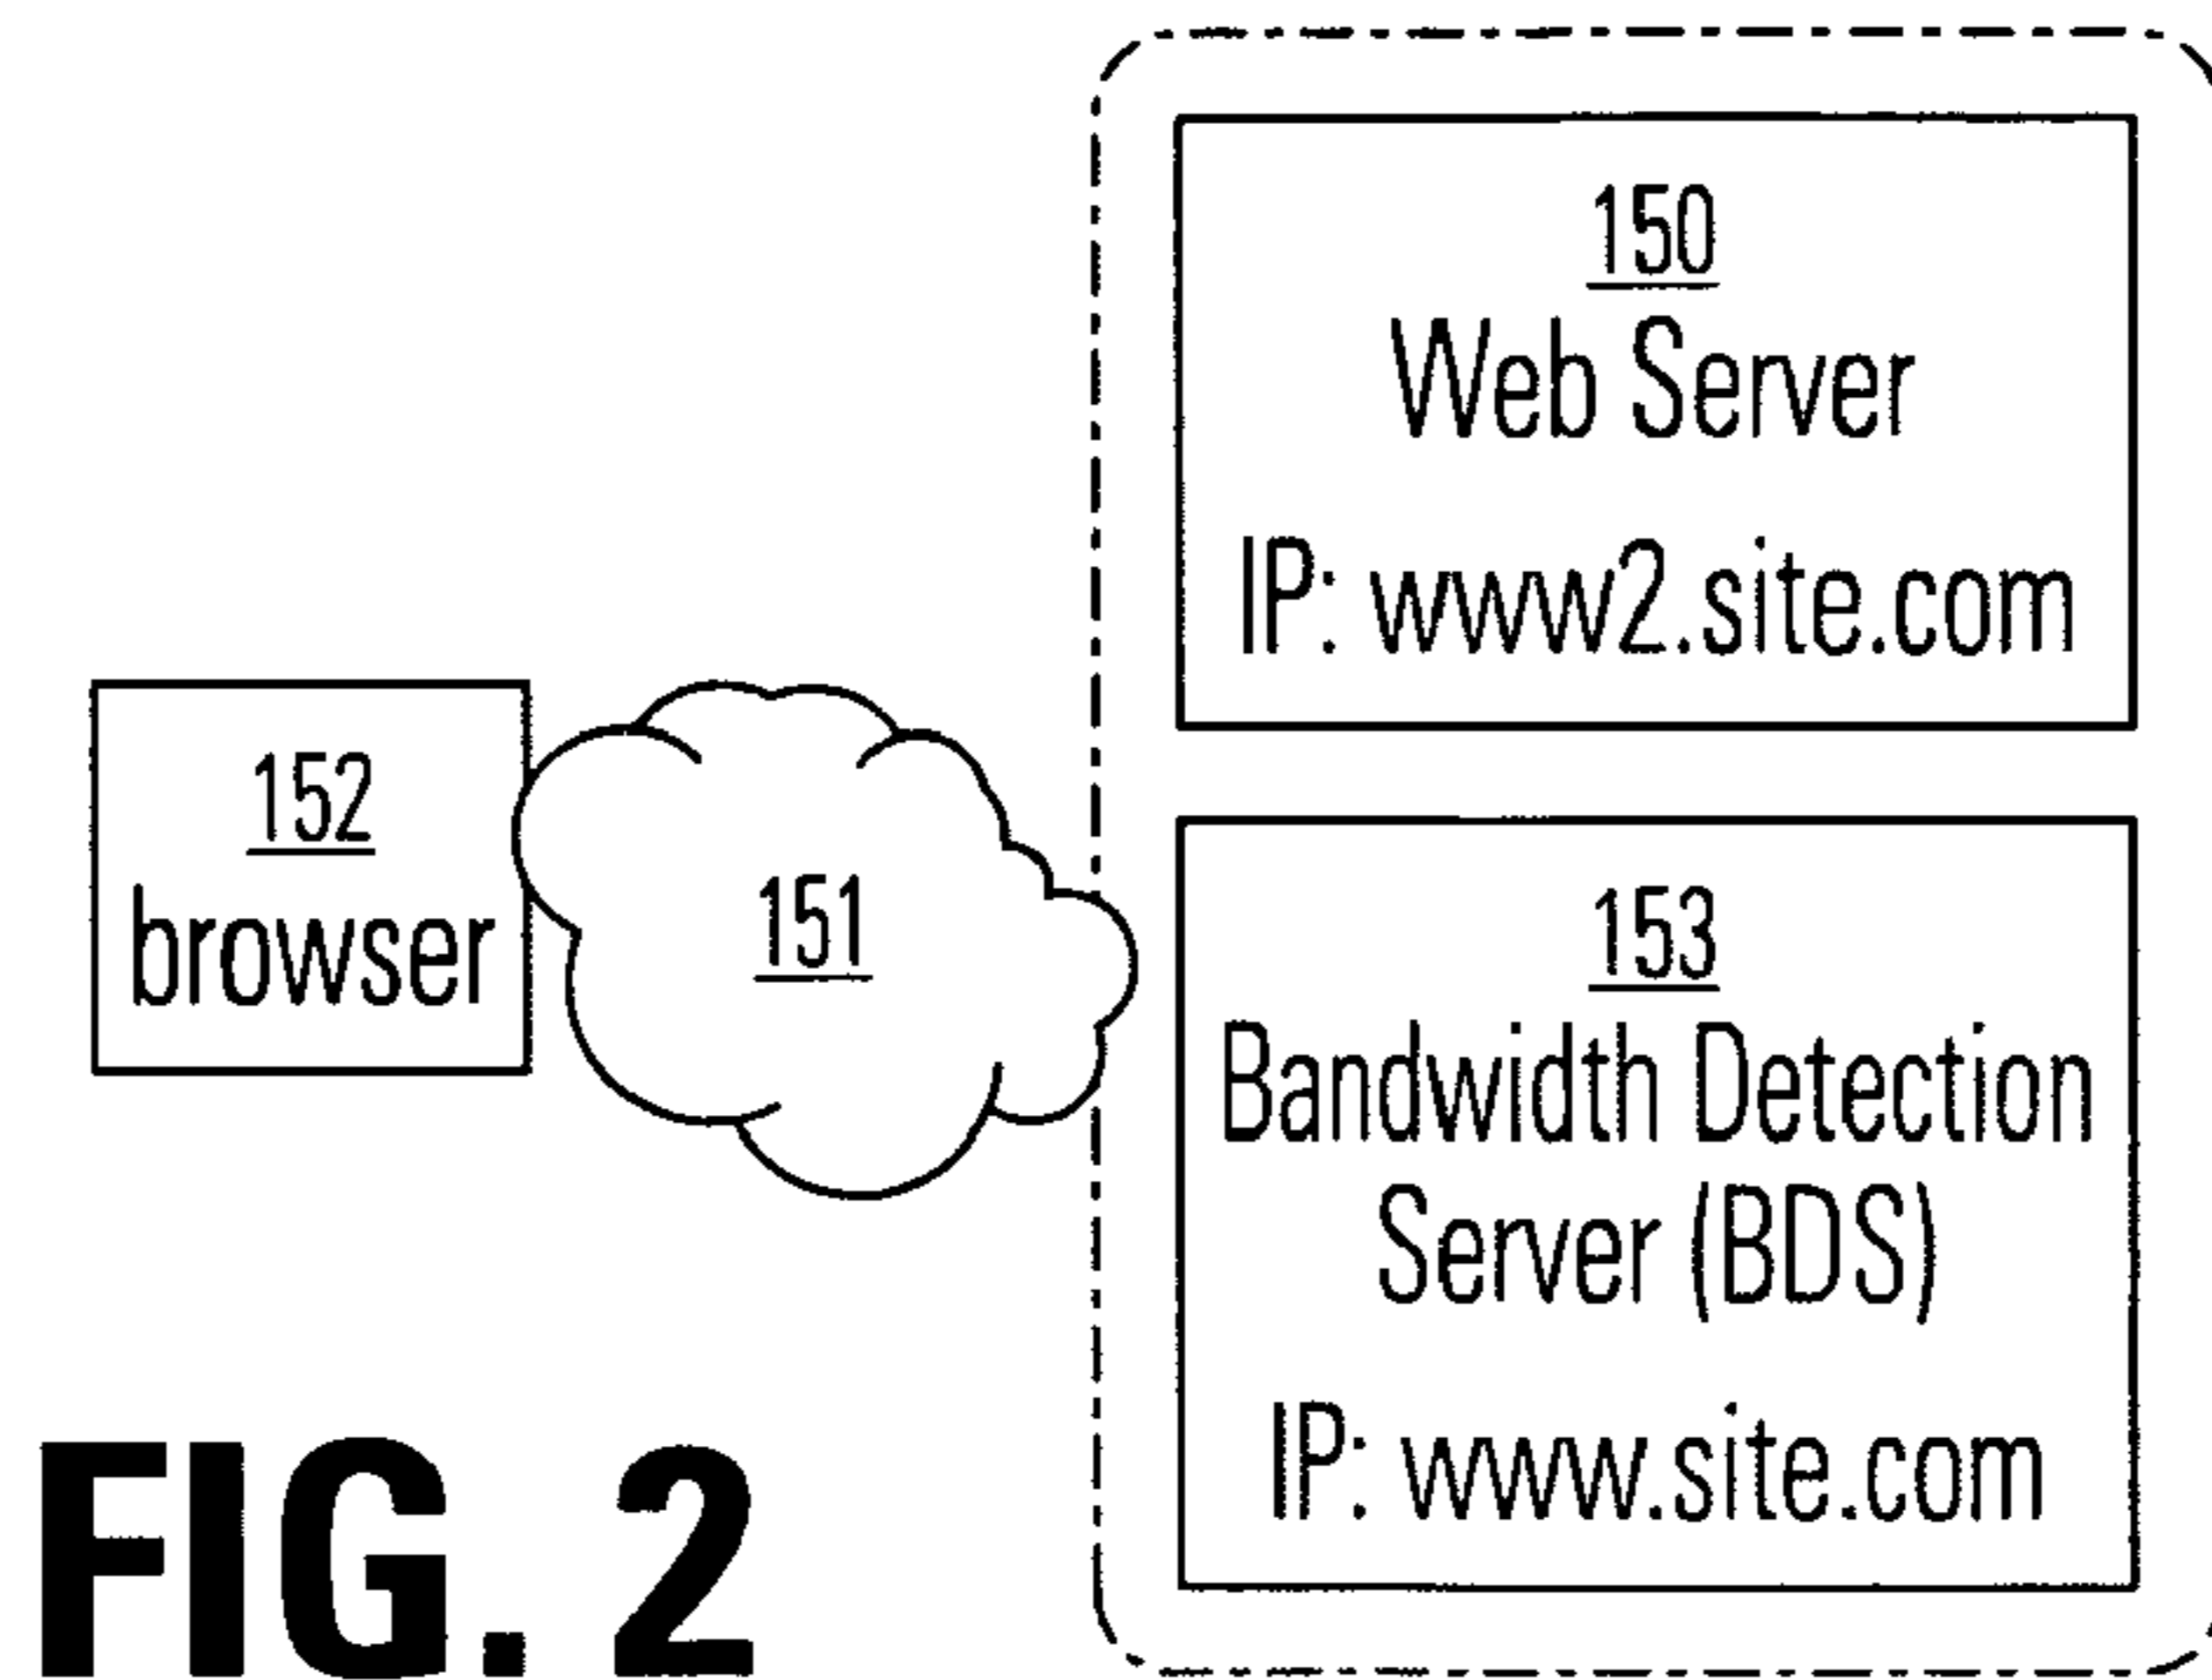 150
Web Server
IP: www2.site.com
152
browser
151
153
Bandwidth Detection
Server (BDS)
IP: www.site.com
FIG. 2